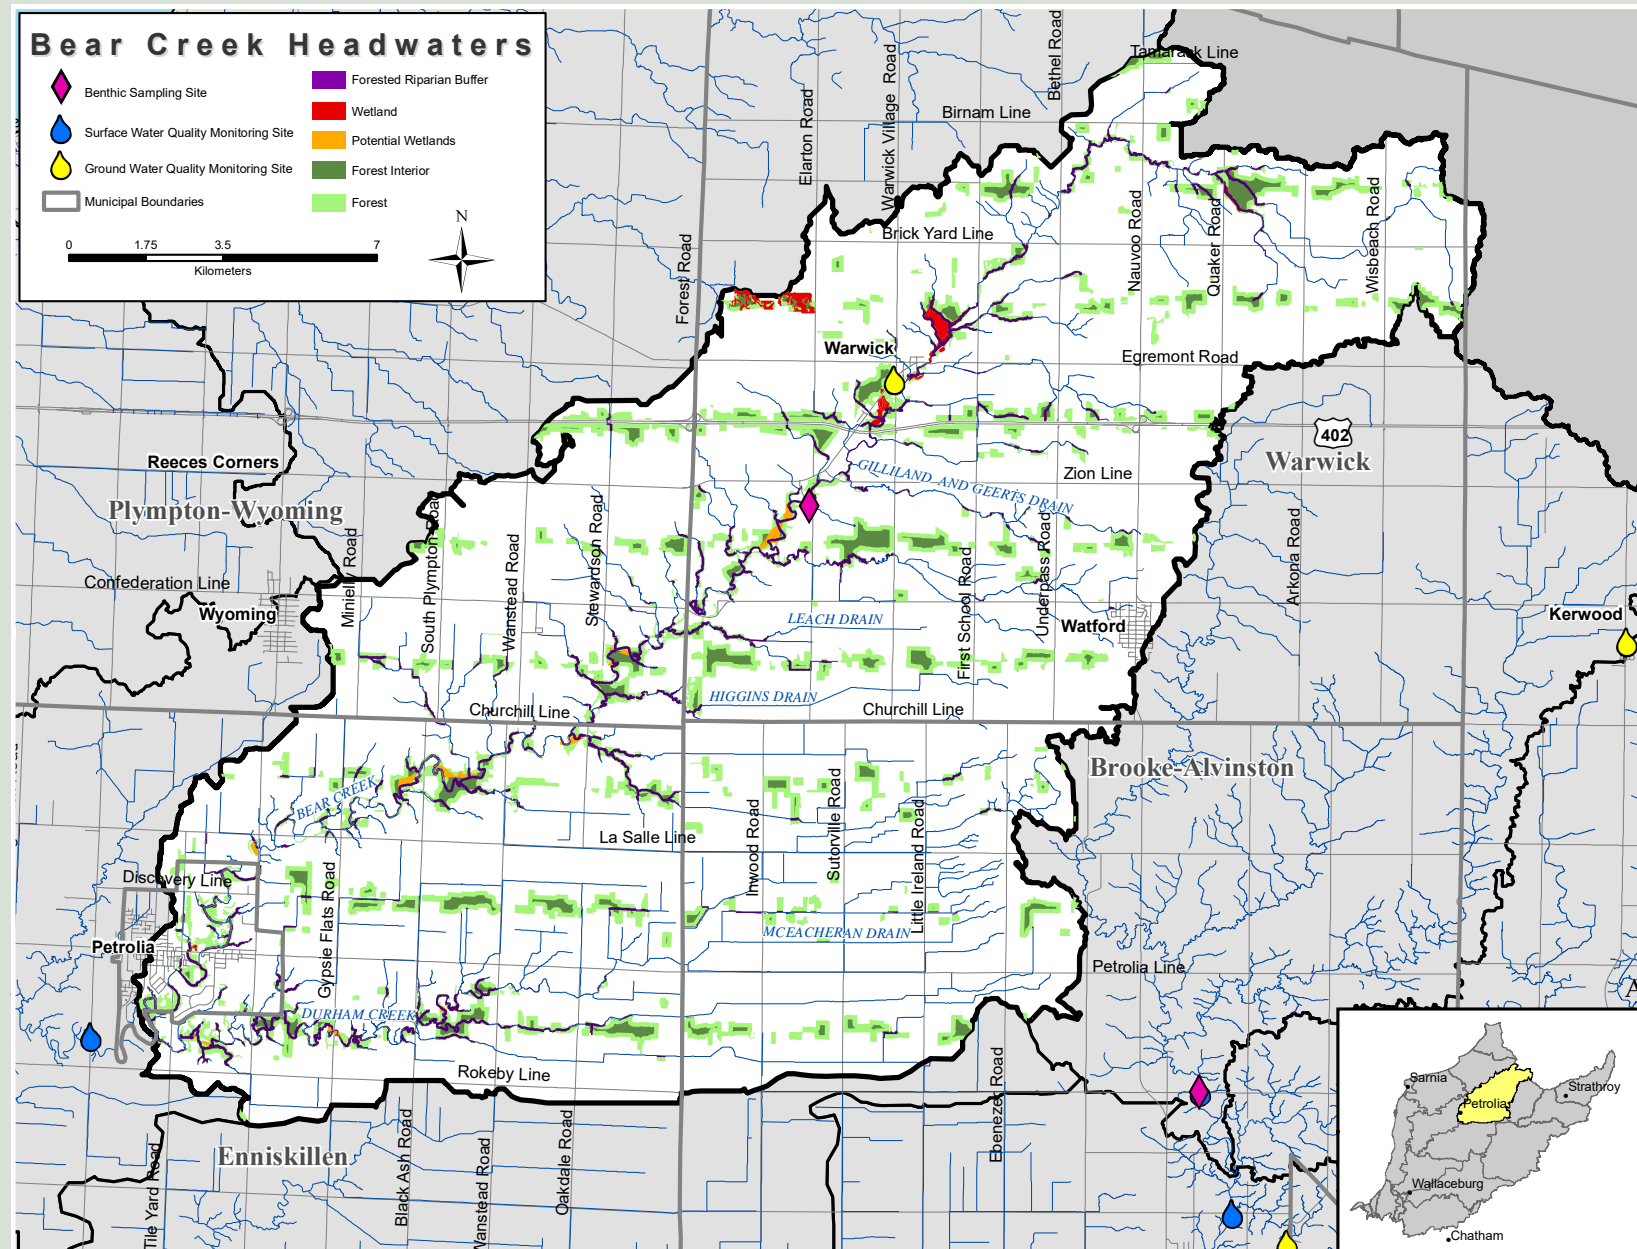 Bear Creek Headwaters
Benthic Sampling Site
Surface Water Quality Monitoring Site
Ground Water Quality Monitoring Site
Municipal Boundaries
Forested Riparian Buffer
Wetland
Potential Wetlands
Forest Interior
Forest
N
0 1.75 3.5 7
Kilometers
Tamarack Line
Bethel Road
Birnam Line
Elarton Road
Warwick Village Road
Brick Yard Line
Forest Road
Nauvoo Road
Quaker Road
Wisbeach Road
Warwick
Egremont Road
402
Warwick
Reeces Corners
Plympton-Wyoming
Zion Line
GILLILAND AND GEERTS DRAIN
Confederation Line
Wyoming
Minielly Road
South Plympton Road
Wanstead Road
Stewardson Road
First School Road
Underpass Road
Arkona Road
LEACH DRAIN
Watford
Kerwood
HIGGINS DRAIN
Churchill Line
Churchill Line
Brooke-Alvinston
BEAR CREEK
La Salle Line
Inwood Road
Sutorville Road
Little Ireland Road
Discovery Line
Gypsie Flats Road
Petrolia
MCEACHERAN DRAIN
Petrolia Line
DURHAM CREEK
Rokeby Line
Enniskillen
Tile Yard Road
Black Ash Road
Wanstead Road
Oakdale Road
Ebenezer Road
A
Sarnia
Petrolia
Strathroy
Wallaceburg
Chatham